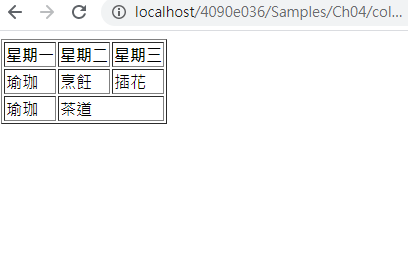 localhost/4090e036/Samples/Ch04/col...
星期一 星期二 星期三
瑜珈 烹飪 插花
瑜珈 茶道